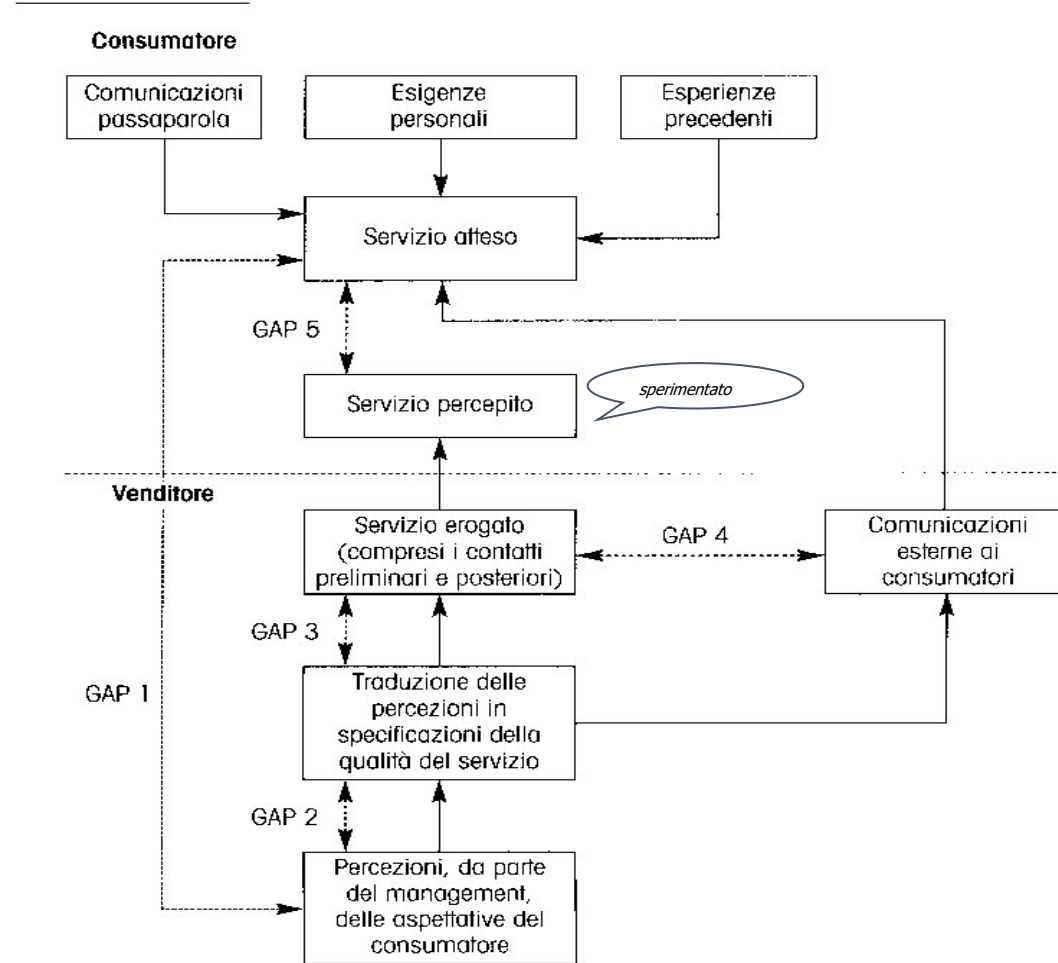 Consumatore
Comunicazioni
passaparola
Esigenze
personali
Esperienze
precedenti
Servizio atteso
GAP 5
Servizio percepito
sperimentato
Venditore
Servizio erogato
(compresi i contatti
preliminari e posteriori)
GAP 4
Comunicazioni
esterne ai
consumatori
GAP 3
GAP 1
Traduzione delle
percezioni in
specificazioni della
qualità del servizio
GAP 2
Percezioni, da parte
del management,
delle aspettative del
consumatore